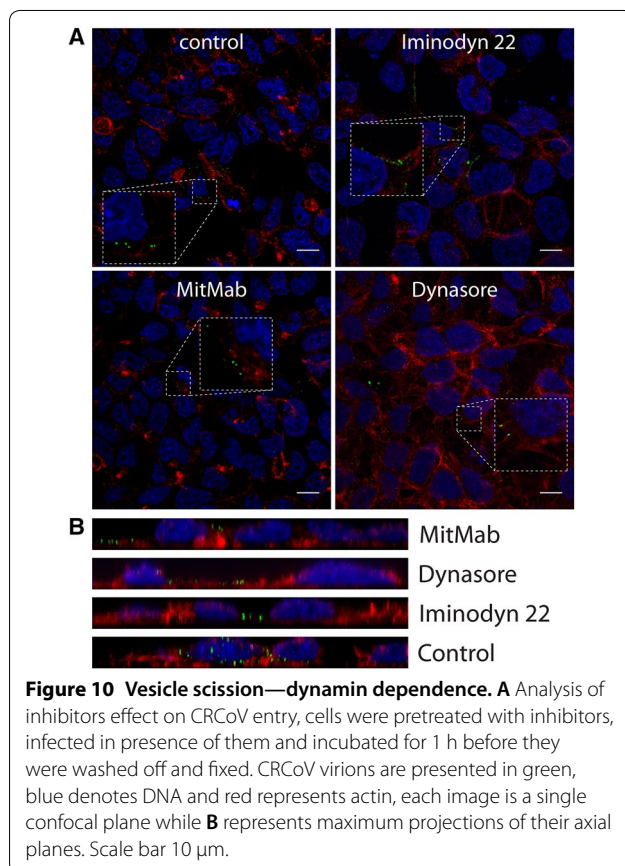 A
control
Iminodyn 22
MitMab
Dynasore
B
MitMab
Dynasore
Iminodyn 22
Control
Figure 10 Vesicle scission—dynamin dependence. A Analysis of
inhibitors effect on CRCoV entry, cells were pretreated with inhibitors,
infected in presence of them and incubated for 1 h before they
were washed off and fixed. CRCoV virions are presented in green,
blue denotes DNA and red represents actin, each image is a single
confocal plane while B represents maximum projections of their axial
planes. Scale bar 10 µm.